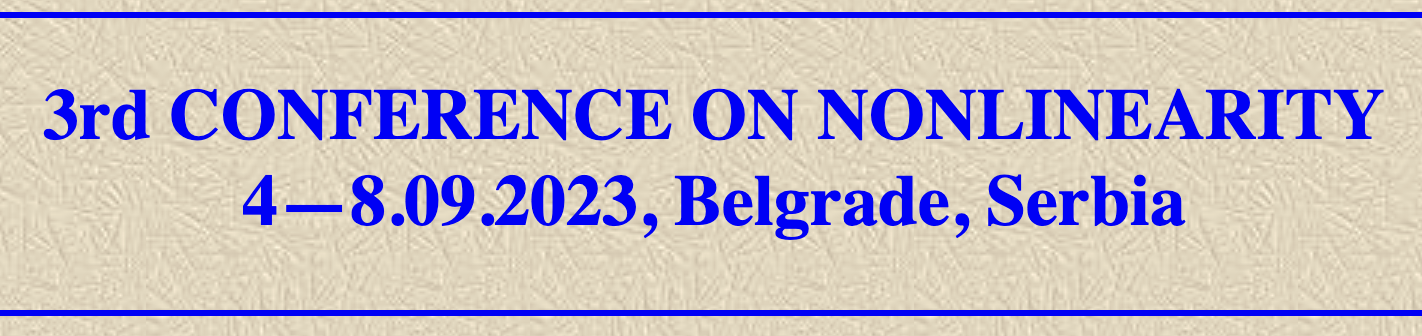 3rd CONFERENCE ON NONLINEARITY
4—8.09.2023, Belgrade, Serbia